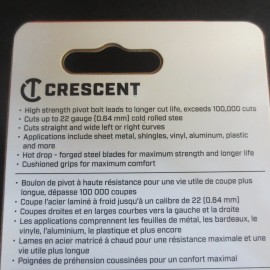 CRESCENT
• High strength pivot bolt leads to longer cut life, exceeds 100,000 cuts
• Cuts up to 22 gauge (0.64 mm) cold rolled stee
• Cuts straight and wide left or right curves
• Applications include sheet metal, shingles, vinyl, aluminum, plastic
and more
• Hot drop - forged steel blades for maximum strength and longer life
• Cushioned grips for maximum comfort
• Boulon de pivot à haute résistance pour une vie utile de coupe plus
longue, dépasse 100 000 coupes
• Coupe l'acier laminé à froid jusqu'à un calibre de 22 (0.64 mm)
• Coupes droites et en larges courbes vers la gauche et la droite
• Les applications comprennent les feuilles de métal, les bardeaux, le
vinyle, l'aluminium, le plastique et plus encore
• Lames en acier matricé à chaud pour une résistance maximale et une
vie utile plus longue
• Poignées de préhension coussinées pour un confort maximal